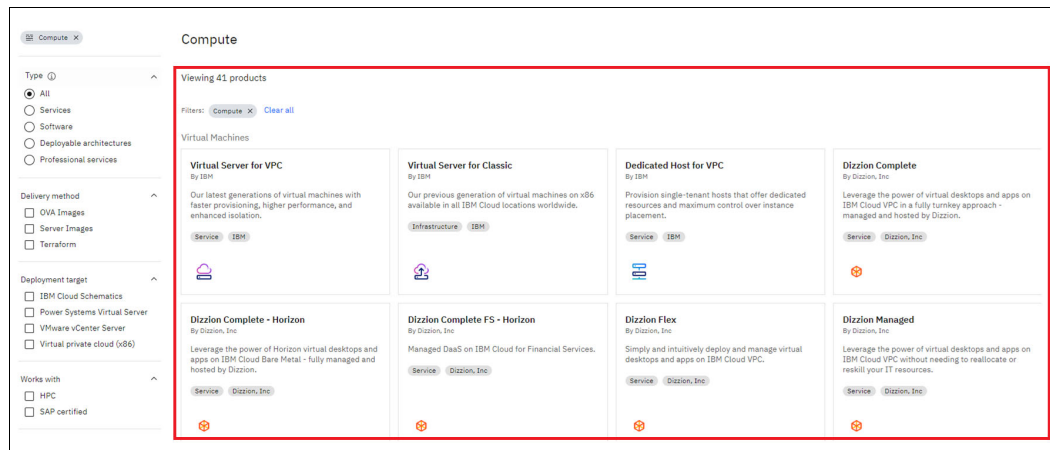 Compute ×
Type
All
Services
Software
Deployable architectures
Professional services
Delivery method
OVA Images
Server Images
Terraform
Deployment target
IBM Cloud Schematics
Power Systems Virtual Server
VMware vCenter Server
Virtual private cloud (x86)
Works with
HPC
SAP certified
Compute
Viewing 41 products
Filters: Compute × Clear all
Virtual Machines
Virtual Server for VPC
By IBM
Our latest generations of virtual machines with
faster provisioning, higher performance, and
enhanced isolation.
Service IBM
Virtual Server for Classic
By IBM
Our previous generation of virtual machines on x86
available in all IBM Cloud locations worldwide.
Infrastructure IBM
Dedicated Host for VPC
By IBM
Provision single-tenant hosts that offer dedicated
resources and maximum control over instance
placement.
Service IBM
Dizzion Complete
By Dizzion, Inc
Leverage the power of virtual desktops and apps on
IBM Cloud VPC in a fully turnkey approach -
managed and hosted by Dizzion.
Service Dizzion, Inc
Dizzion Complete - Horizon
By Dizzion, Inc
Leverage the power of Horizon virtual desktops and
apps on IBM Cloud Bare Metal - fully managed and
hosted by Dizzion.
Service Dizzion, Inc
Dizzion Complete FS - Horizon
By Dizzion, Inc
Managed DaaS on IBM Cloud for Financial Services.
Service Dizzion, Inc
Dizzion Flex
By Dizzion, Inc
Simply and intuitively deploy and manage virtual
desktops and apps on IBM Cloud VPC.
Service Dizzion, Inc
Dizzion Managed
By Dizzion, Inc
Leverage the power of virtual desktops and apps on
IBM Cloud VPC without needing to reallocate or
reskill your IT resources.
Service Dizzion, Inc